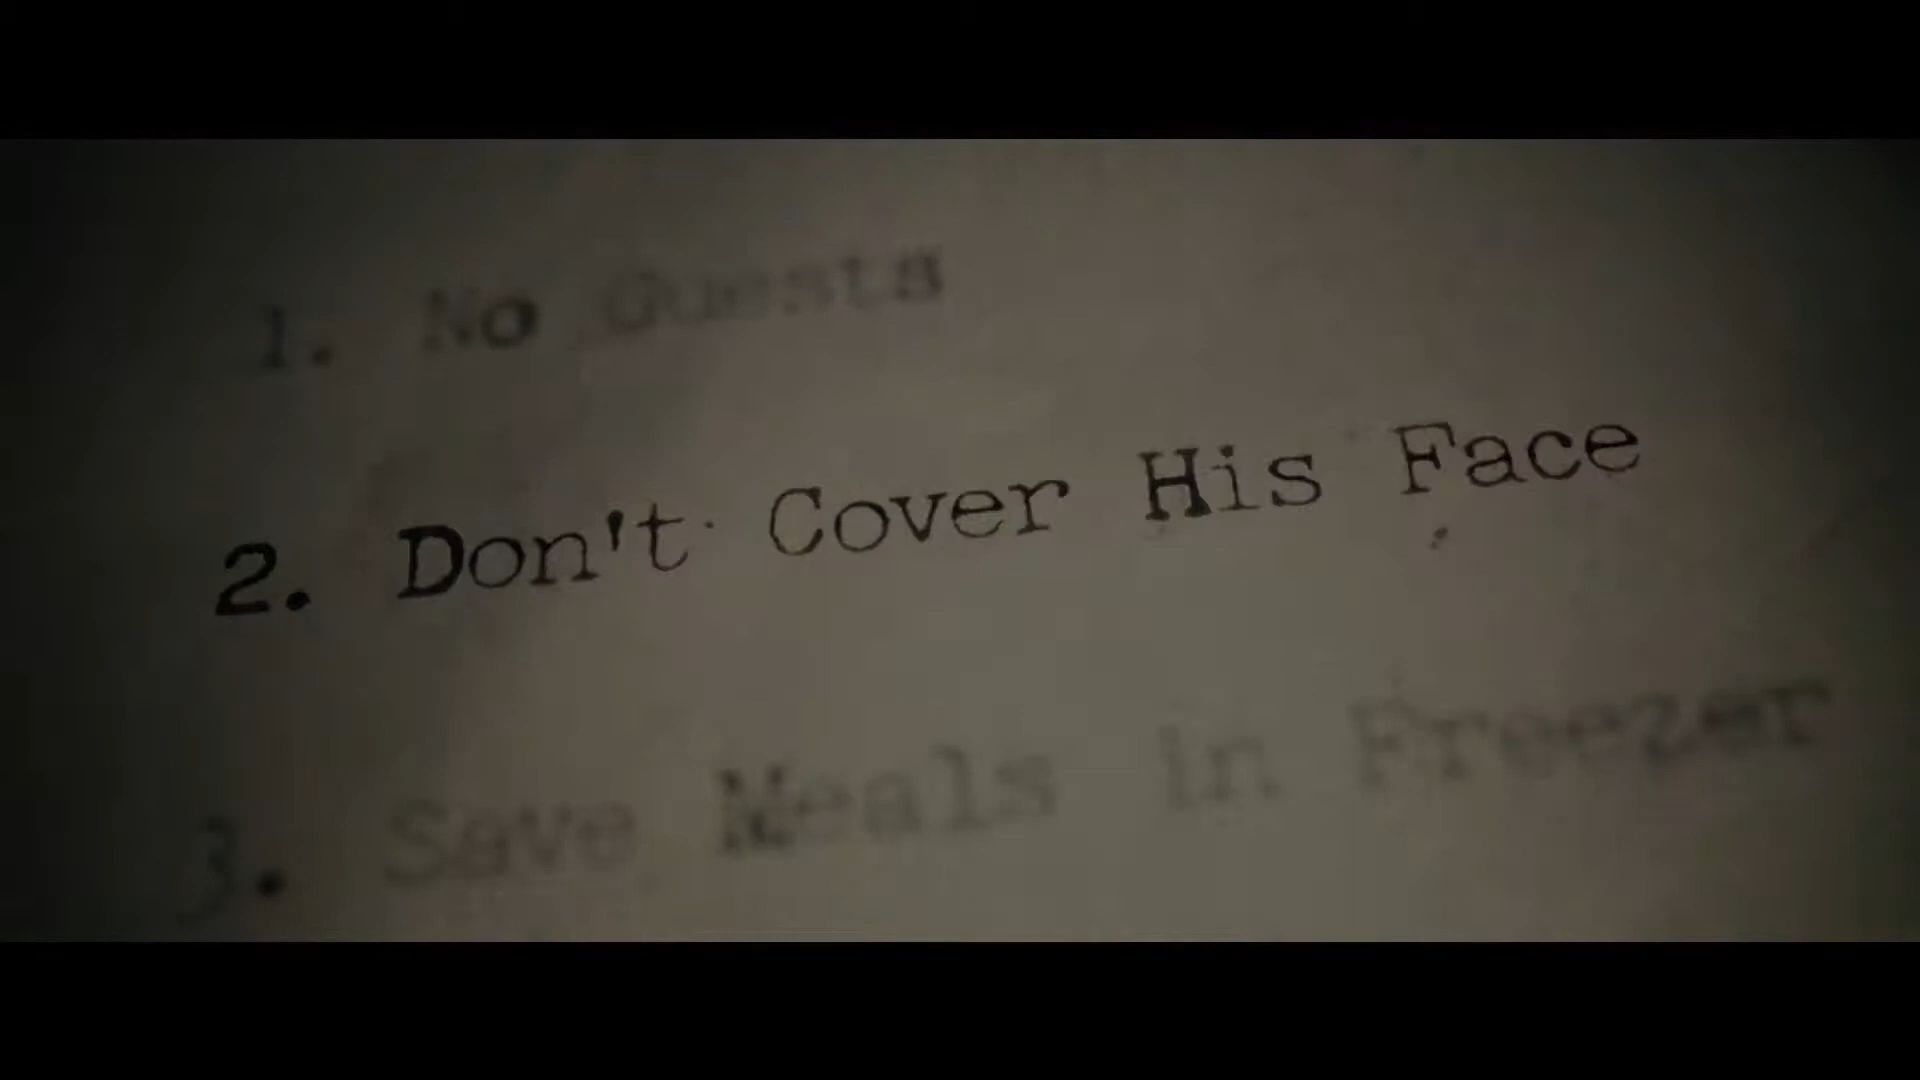 1. No Guests
2. Don't Cover His Face
3. Save Meals in Freezer